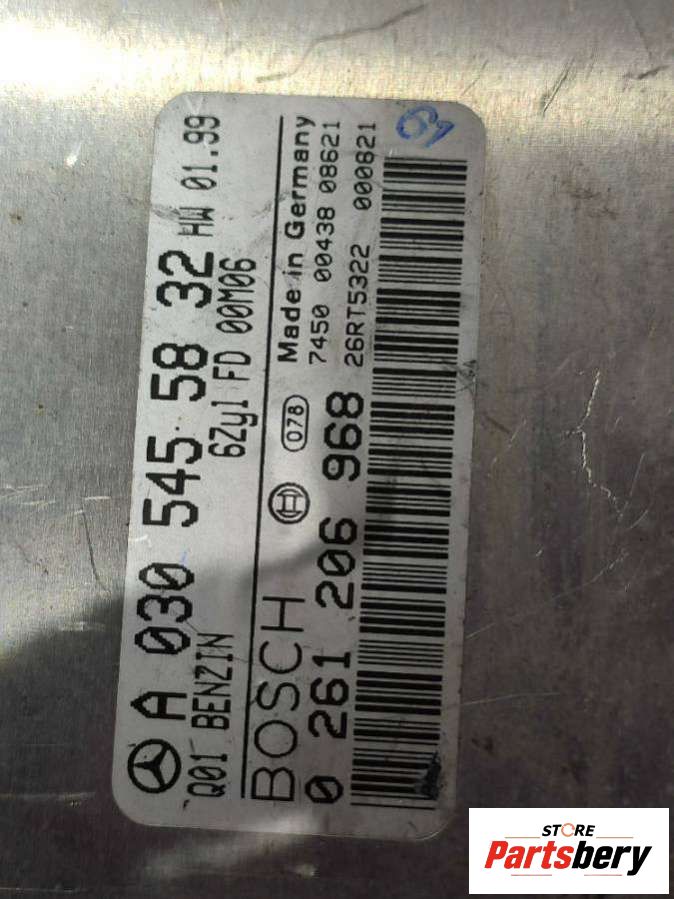 A 030 545 58 32 HW 01.99
Q01 BENZIN 6Zyl FD 00M06
BOSCH 078 Made in Germany
7450 00438 08621
0 261 206 968 26RT5322 000821
61
STORE
Partsbery